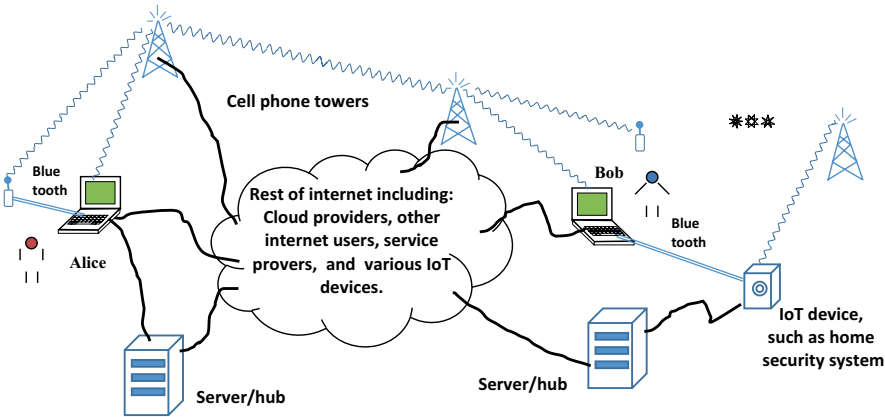 Cell phone towers
Blue
tooth
Alice
Rest of internet including:
Cloud providers, other
internet users, service
provers, and various IoT
devices.
Bob
Blue
tooth
IoT device,
such as home
security system
Server/hub
Server/hub